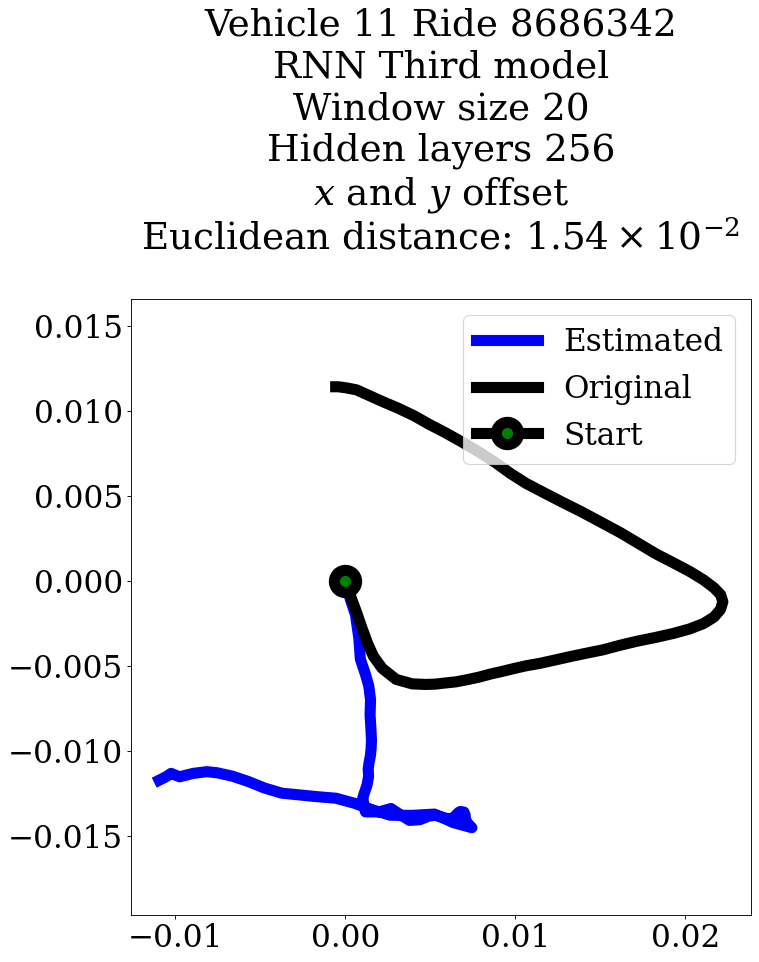 Vehicle 11 Ride 8686342
RNN Third model
Window size 20
Hidden layers 256
x and y offset
Euclidean distance: 1.54 × 10⁻²
Estimated
Original
Start
0.015
0.010
0.005
0.000
−0.005
−0.010
−0.015
−0.01 0.00 0.01 0.02